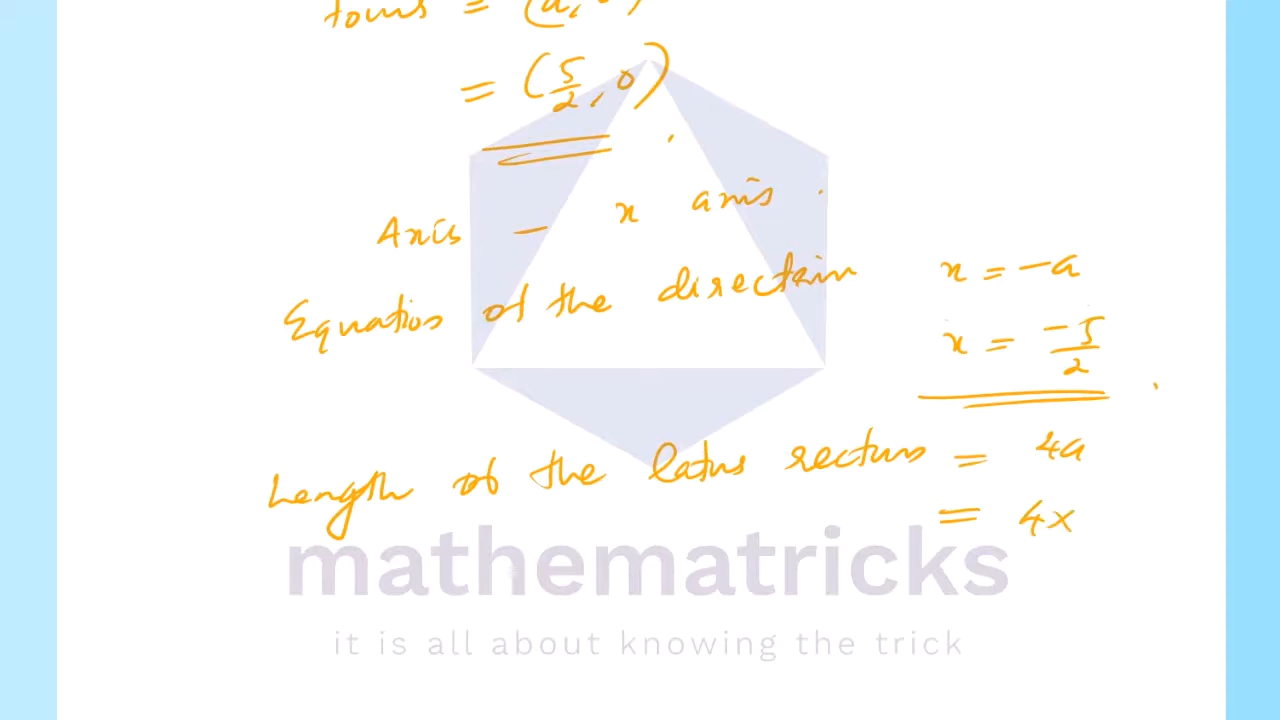 = (a,
= (5/2, 0)
Axis - x axis.
Equation of the directrix x = -a
x = -5/2
Length of the latus rectum = 4a
= 4x
mathematricks
it is all about knowing the trick